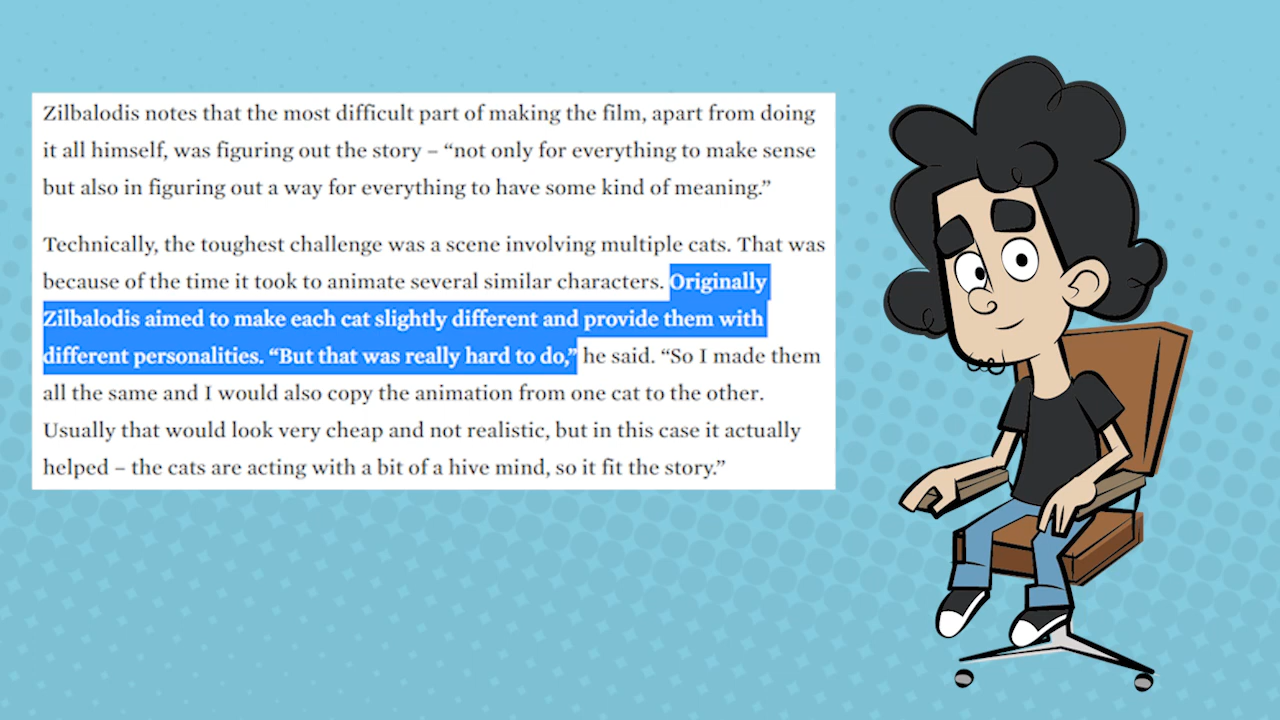 Zilbalodis notes that the most difficult part of making the film, apart from doing
it all himself, was figuring out the story – “not only for everything to make sense
but also in figuring out a way for everything to have some kind of meaning.”
Technically, the toughest challenge was a scene involving multiple cats. That was
because of the time it took to animate several similar characters. Originally
Zilbalodis aimed to make each cat slightly different and provide them with
different personalities. “But that was really hard to do,” he said. “So I made them
all the same and I would also copy the animation from one cat to the other.
Usually that would look very cheap and not realistic, but in this case it actually
helped – the cats are acting with a bit of a hive mind, so it fit the story.”